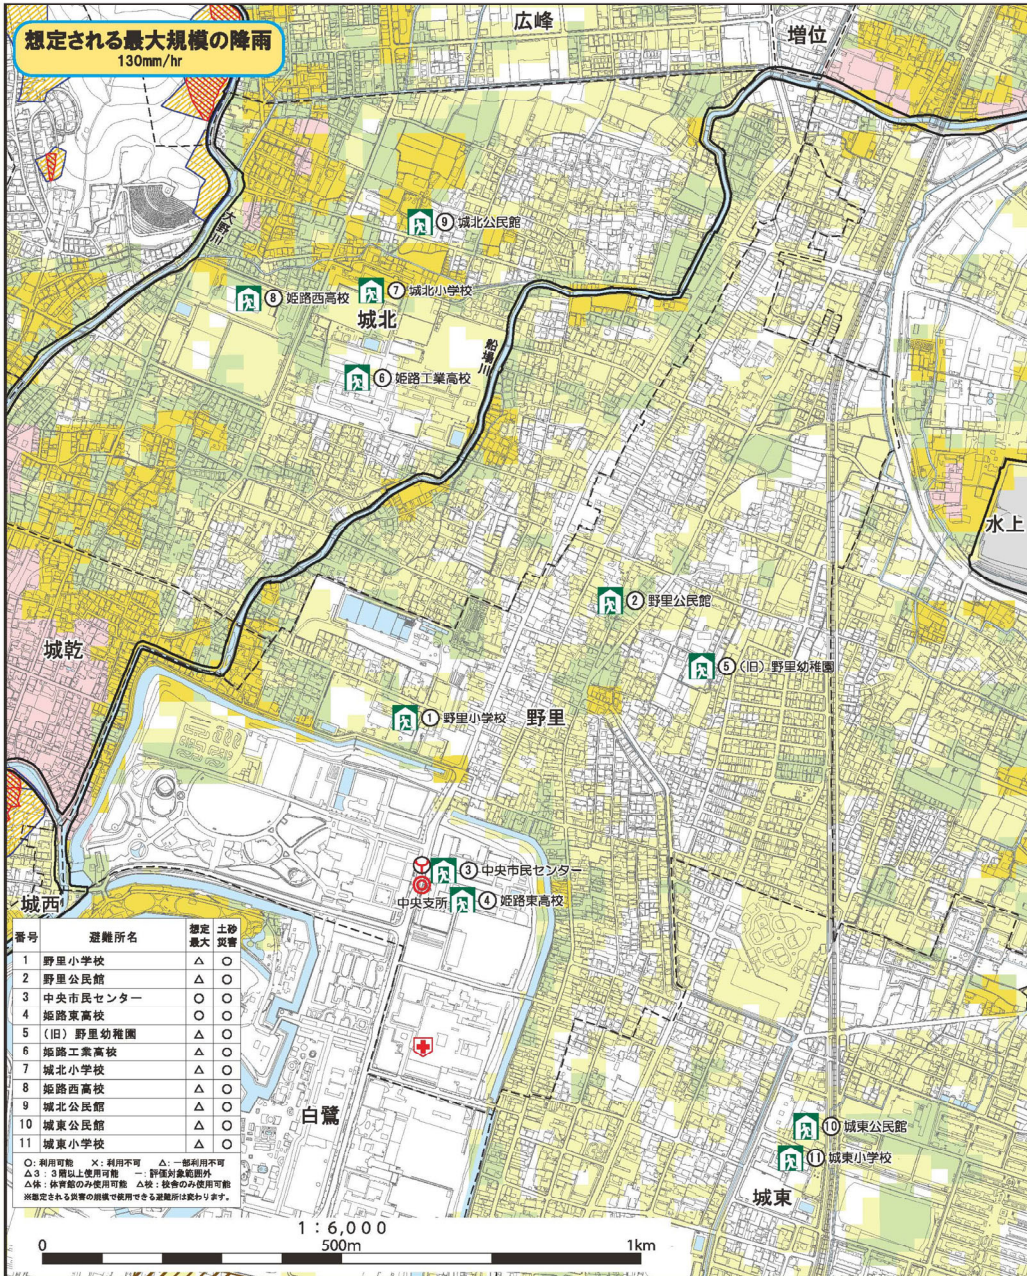 想定される最大規模の降雨
130mm/hr
広峰
増位
大野川
⑨ 城北公民館
⑧ 姫路西高校
⑦ 城北小学校
城北
船場川
⑥ 姫路工業高校
水上
② 野里公民館
城乾
⑤ (旧) 野里幼稚園
① 野里小学校
野里
③ 中央市民センター
中央支所
④ 姫路東高校
城西
番号 避難所名 想定最大 土砂災害
1 野里小学校 △ ○
2 野里公民館 △ ○
3 中央市民センター ○ ○
4 姫路東高校 ○ ○
5 (旧) 野里幼稚園 △ ○
6 姫路工業高校 △ ○
7 城北小学校 △ ○
8 姫路西高校 △ ○
9 城北公民館 △ ○
10 城東公民館 △ ○
11 城東小学校 △ ○
○: 利用可能 ×: 利用不可 △: 一部利用不可
△3: 3階以上使用可能 ー: 評価対象範囲外
△体: 体育館のみ使用可能 △校: 校舎のみ使用可能
※想定される災害の規模で使用できる避難所は変わります。
白鷺
⑩ 城東公民館
⑪ 城東小学校
城東
1:6,000
0 500m 1km